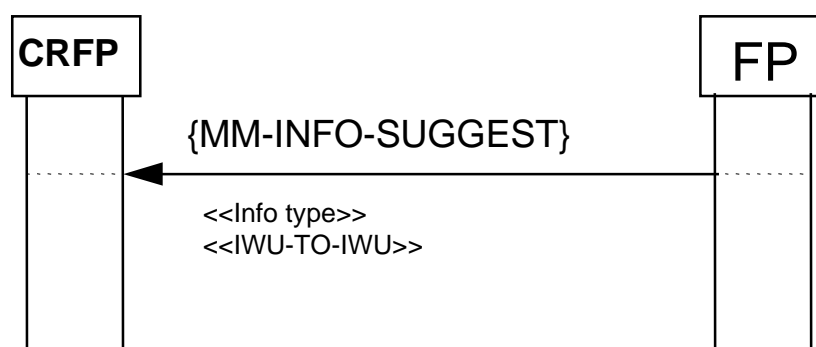 CRFP
FP
{MM-INFO-SUGGEST}
<<Info type>>
<<IWU-TO-IWU>>